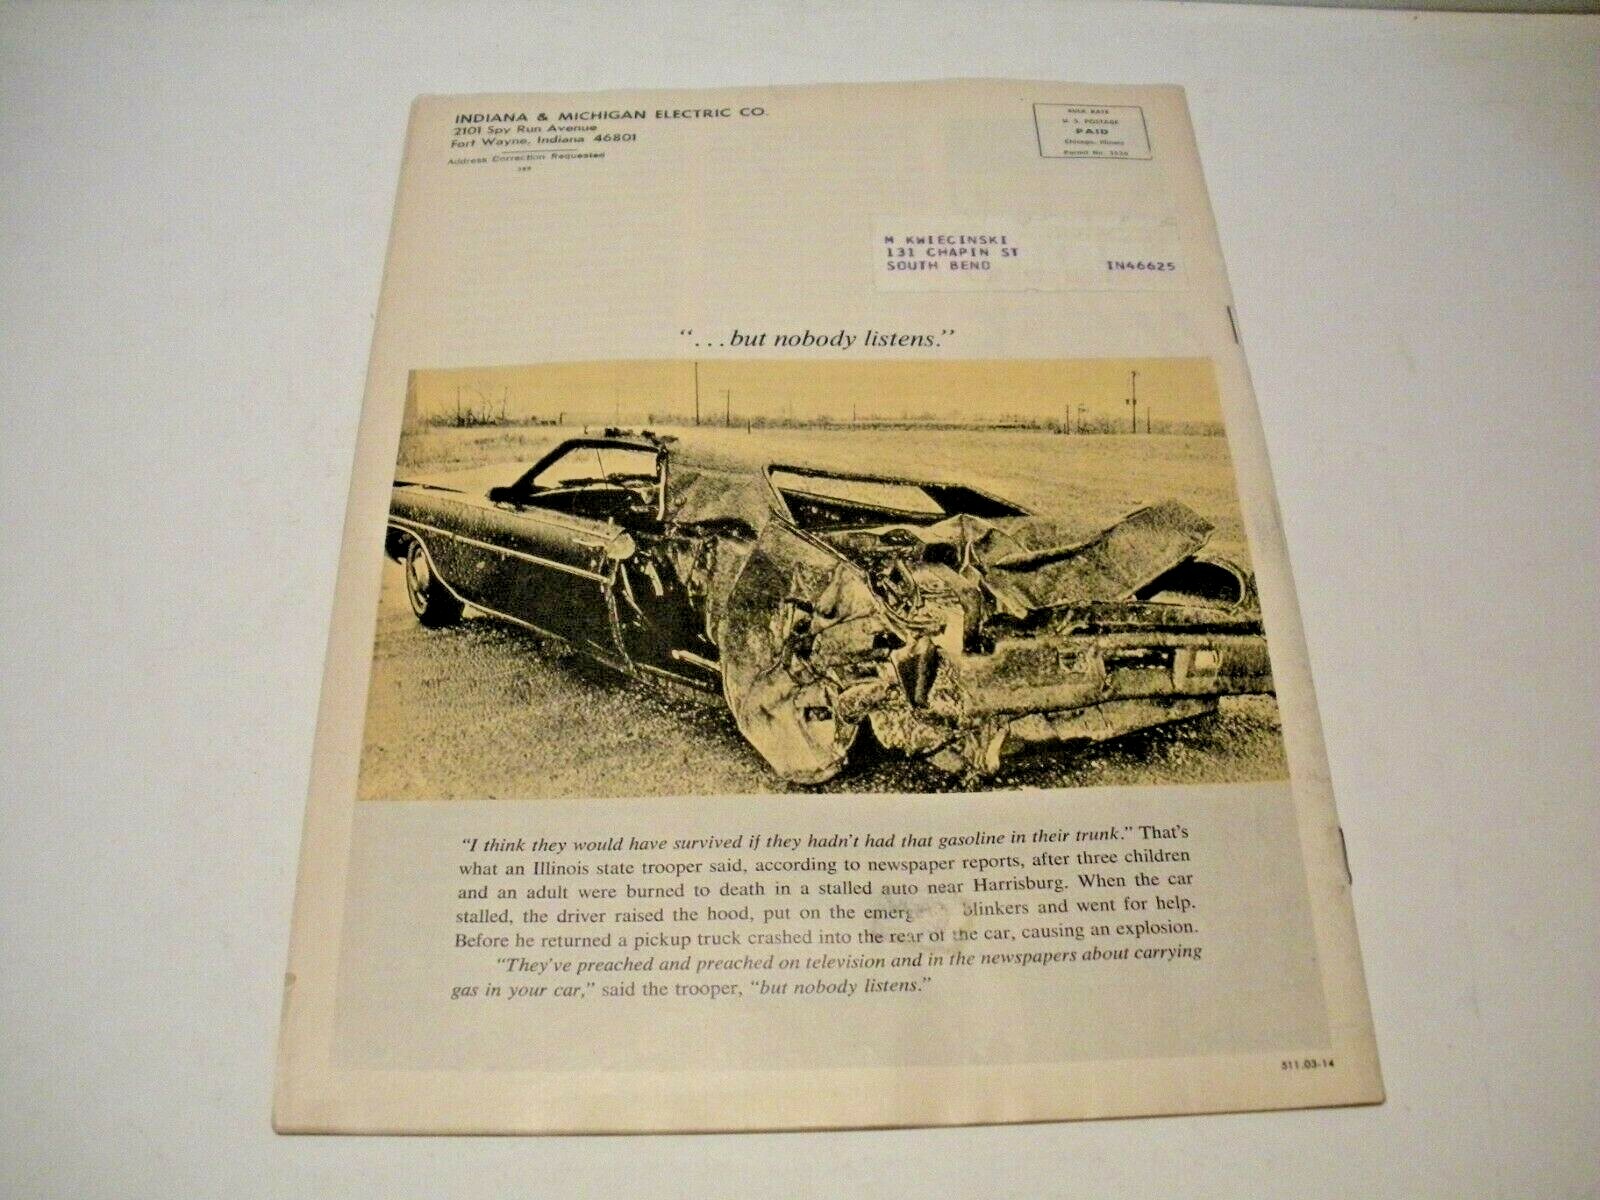 INDIANA & MICHIGAN ELECTRIC CO.
2101 Spy Run Avenue
Fort Wayne, Indiana 46801
Address Correction Requested
BULK RATE
U. S. POSTAGE
PAID
Chicago, Illinois
Permit No.
M KWIECINSKI
131 CHAPIN ST
SOUTH BEND IN46625
“...but nobody listens.”
“I think they would have survived if they hadn't had that gasoline in their trunk.” That's
what an Illinois state trooper said, according to newspaper reports, after three children
and an adult were burned to death in a stalled auto near Harrisburg. When the car
stalled, the driver raised the hood, put on the emerg blinkers and went for help.
Before he returned a pickup truck crashed into the rear of the car, causing an explosion.
“They've preached and preached on television and in the newspapers about carrying
gas in your car,” said the trooper, “but nobody listens.”
511.03-14